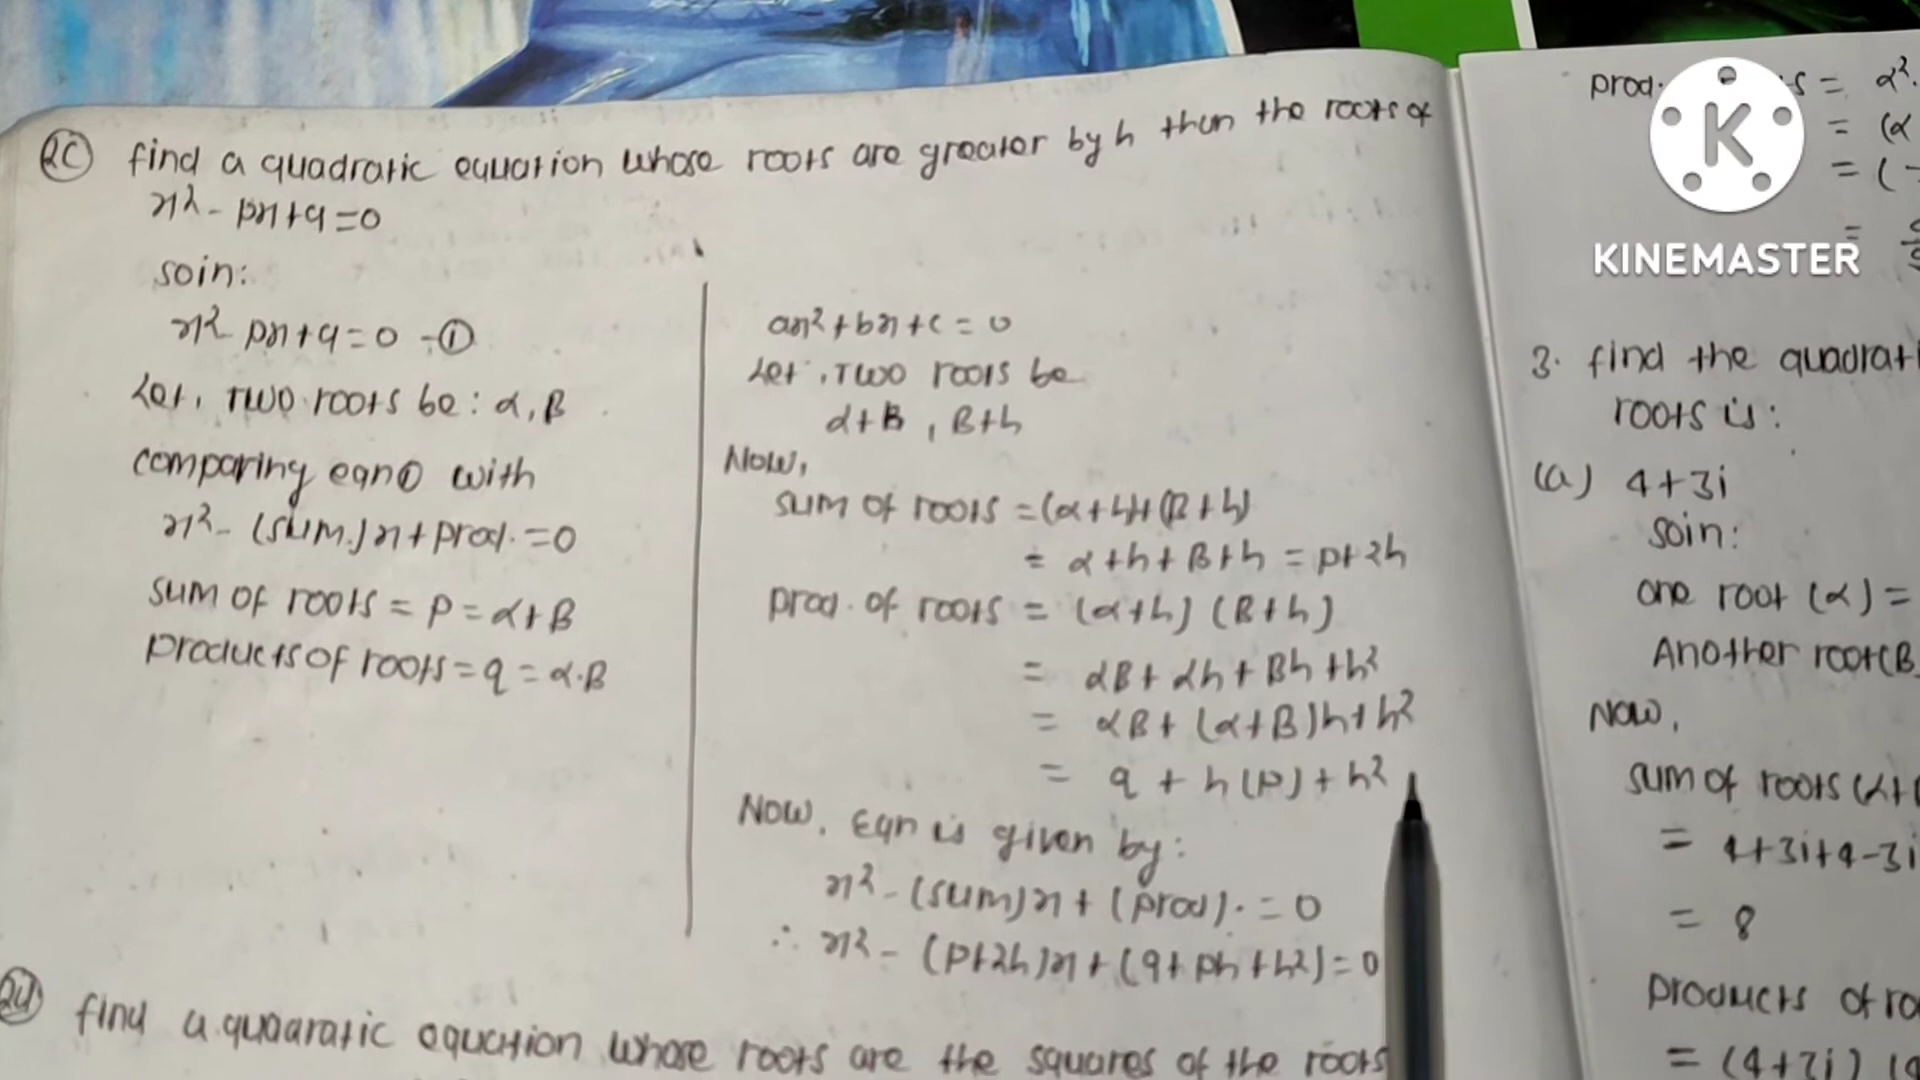 2C) find a quadratic equation whose roots are greater by h than the roots of
x² - px + q = 0
soln:
x² px + q = 0 - ①
Let, Two roots be: α, β
comparing eqn ① with
x² - (sum.)x + prod. = 0
sum of roots = p = α + β
products of roots = q = α.β
ax² + bx + c = 0
Let, Two roots be
α + β , β + h
Now,
sum of roots = (α + h) + (β + h)
= α + h + β + h = p + 2h
prod. of roots = (α + h) (β + h)
= αβ + αh + βh + h²
= αβ + (α + β)h + h²
= q + h(p) + h²
Now, Eqn is given by:
x² - (sum)x + (prod). = 0
∴ x² - (p + 2h)x + (q + ph + h²) = 0
2d) find a quadratic equation whose roots are the squares of the roots
prod.
= α².
= (α
= (-
KINEMASTER
3. find the quadrati
roots is:
(a) 4 + 3i
soln:
one root (α) =
Another root (β
Now,
sum of roots (α +
= 4 + 3i + 4 - 3i
= 8
products of ro